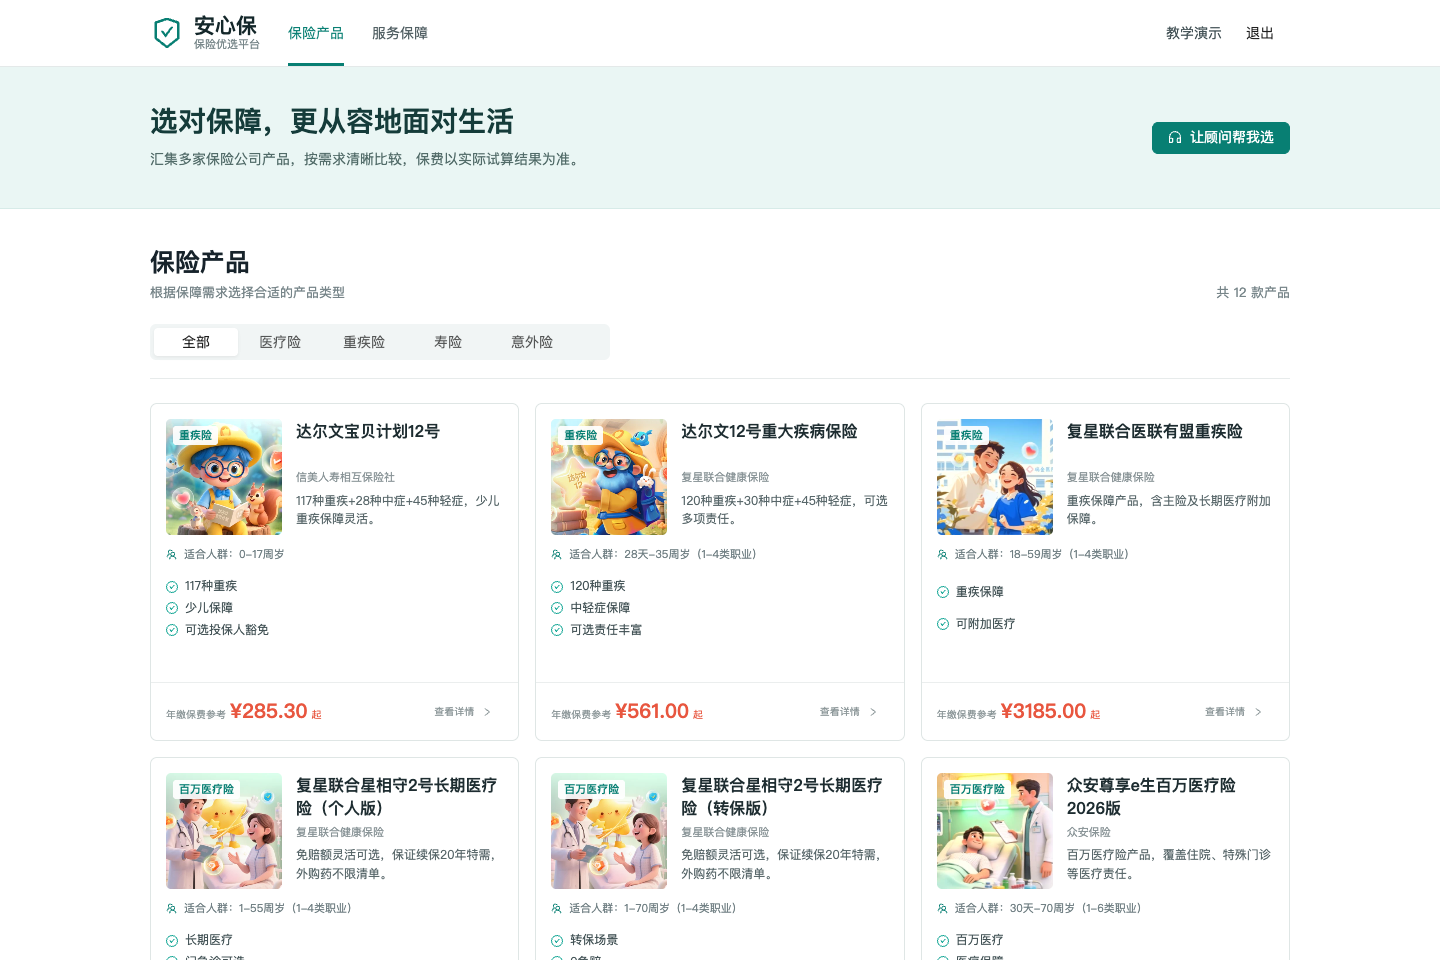 安心保
保险优选平台
保险产品
服务保障
教学演示
退出
选对保障，更从容地面对生活
汇集多家保险公司产品，按需求清晰比较，保费以实际试算结果为准。
让顾问帮我选
保险产品
根据保障需求选择合适的产品类型
共 12 款产品
全部
医疗险
重疾险
寿险
意外险
重疾险
达尔文宝贝计划12号
信美人寿相互保险社
117种重疾+28种中症+45种轻症，少儿
重疾保障灵活。
适合人群：0-17周岁
117种重疾
少儿保障
可选投保人豁免
年缴保费参考 ¥285.30 起
查看详情
重疾险
达尔文
12
达尔文12号重大疾病保险
复星联合健康保险
120种重疾+30种中症+45种轻症，可选
多项责任。
适合人群：28天-35周岁（1-4类职业）
120种重疾
中轻症保障
可选责任丰富
年缴保费参考 ¥561.00 起
查看详情
重疾险
复星联合医联有盟重疾险
复星联合健康保险
重疾保障产品，含主险及长期医疗附加
保障。
适合人群：18-59周岁（1-4类职业）
重疾保障
可附加医疗
年缴保费参考 ¥3185.00 起
查看详情
百万医疗险
复星联合星相守2号长期医疗
险（个人版）
复星联合健康保险
免赔额灵活可选，保证续保20年特需，
外购药不限清单。
适合人群：1-55周岁（1-4类职业）
长期医疗
百万医疗险
复星联合星相守2号长期医疗
险（转保版）
复星联合健康保险
免赔额灵活可选，保证续保20年特需，
外购药不限清单。
适合人群：1-70周岁（1-4类职业）
转保场景
百万医疗险
众安尊享e生百万医疗险
2026版
众安保险
百万医疗险产品，覆盖住院、特殊门诊
等医疗责任。
适合人群：30天-70周岁（1-6类职业）
百万医疗